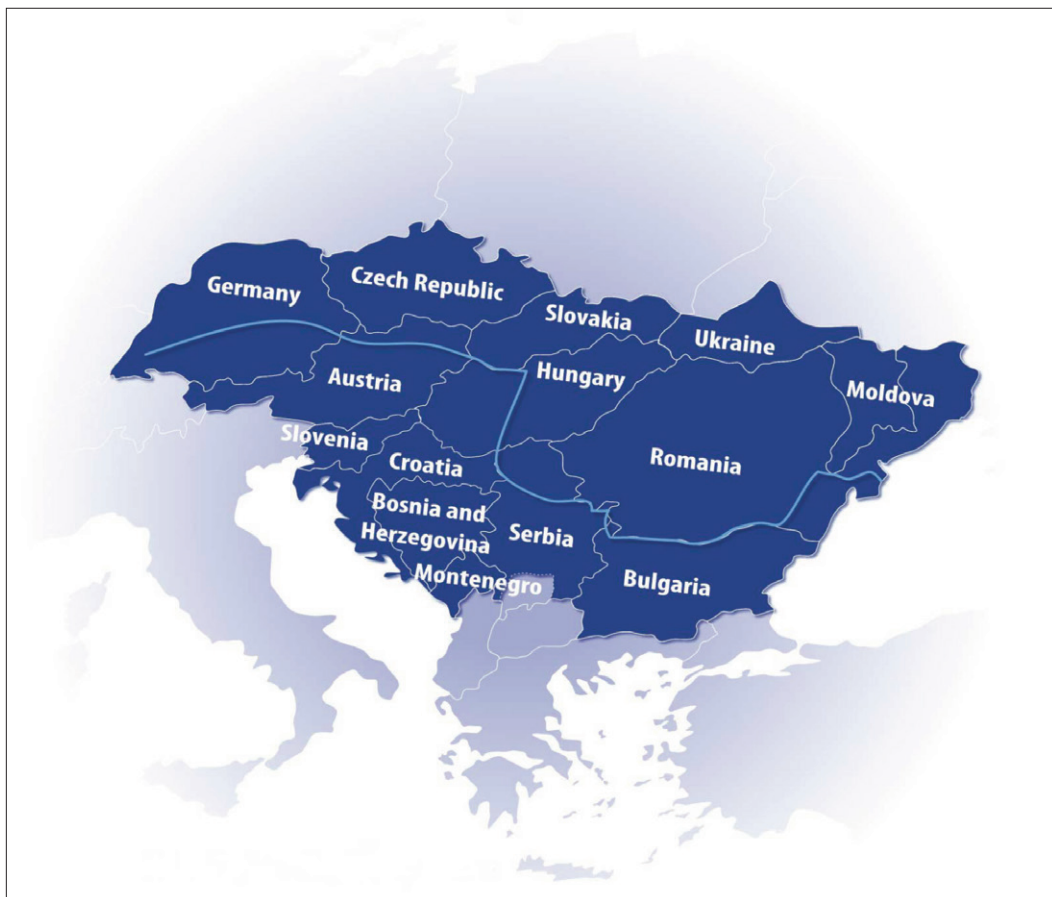 Czech Republic
Germany
Slovakia
Ukraine
Hungary
Austria
Moldova
Slovenia
Croatia
Romania
Bosnia and
Herzegovina
Serbia
Montenegro
Bulgaria